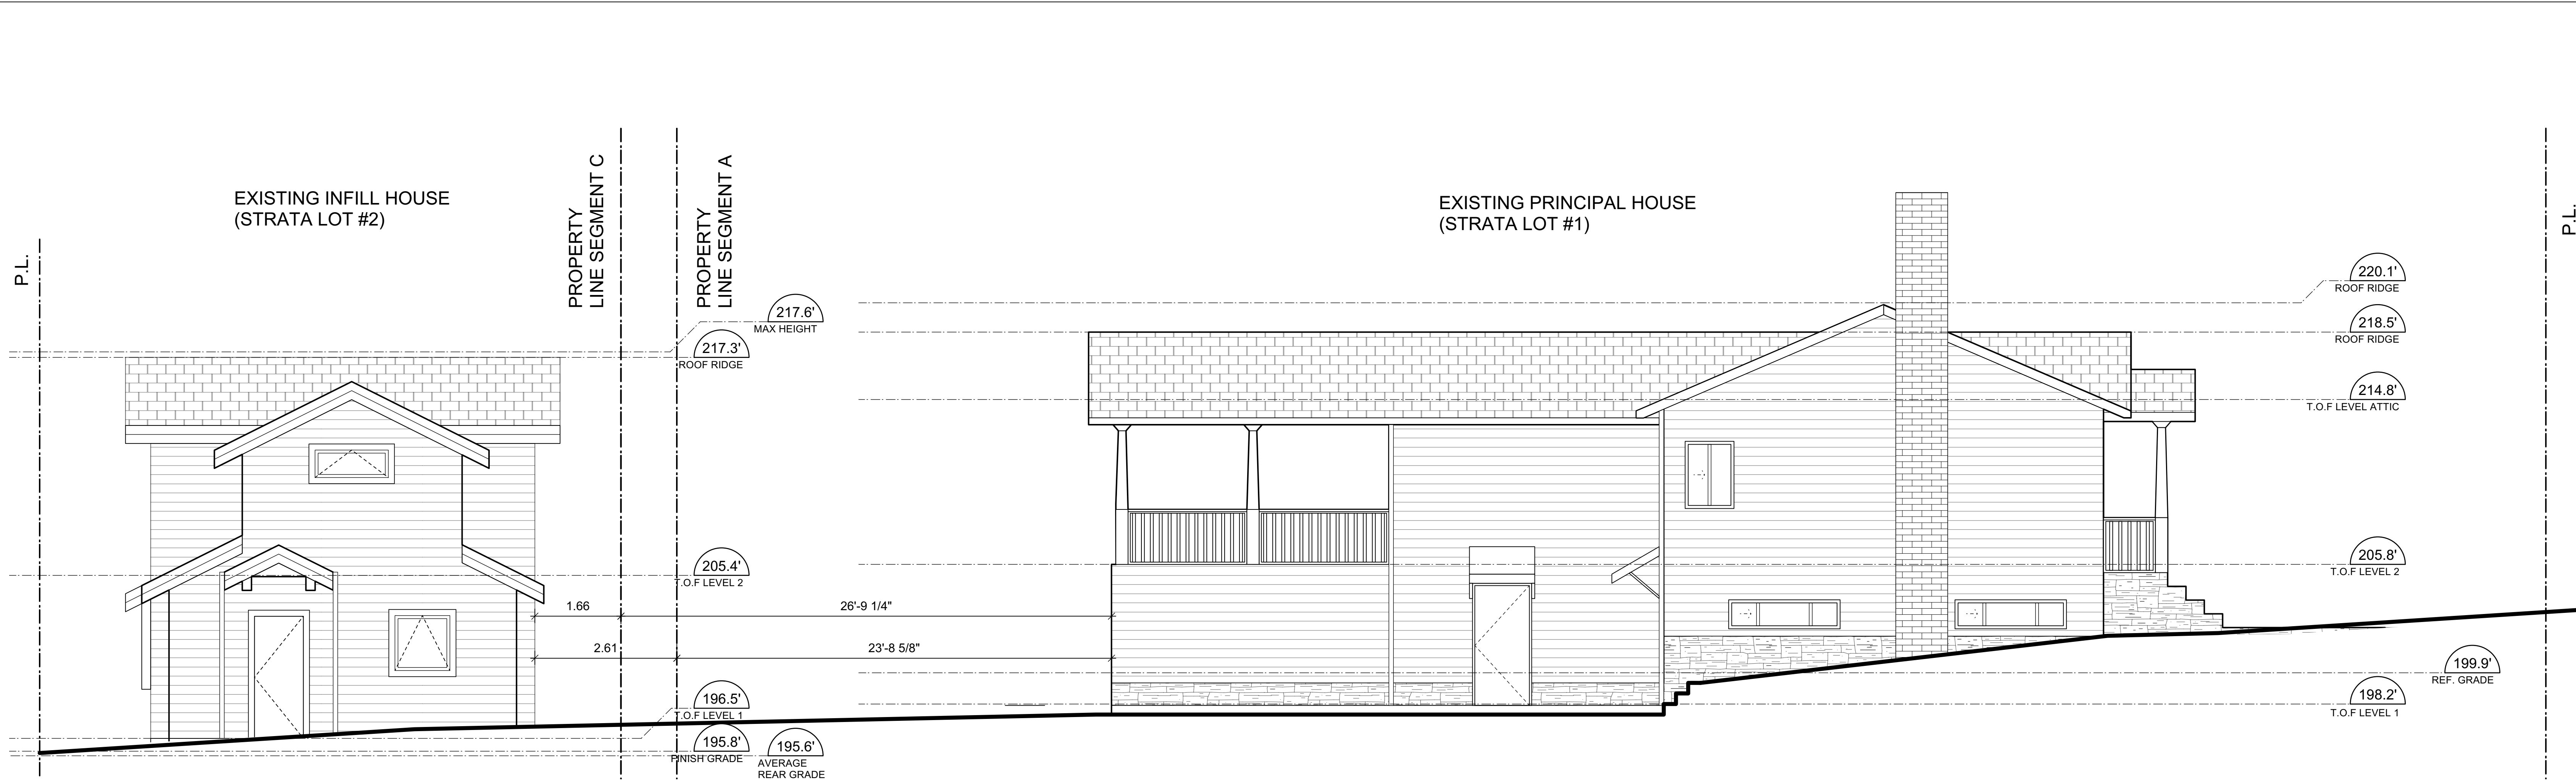 EXISTING INFILL HOUSE
(STRATA LOT #2)
P.L.
PROPERTY
LINE SEGMENT C
PROPERTY
LINE SEGMENT A
217.6'
MAX HEIGHT
217.3'
ROOF RIDGE
205.4'
T.O.F LEVEL 2
1.66
26'-9 1/4"
2.61
23'-8 5/8"
196.5'
T.O.F LEVEL 1
195.8'
FINISH GRADE
195.6'
AVERAGE
REAR GRADE
EXISTING PRINCIPAL HOUSE
(STRATA LOT #1)
P.L.
220.1'
ROOF RIDGE
218.5'
ROOF RIDGE
214.8'
T.O.F LEVEL ATTIC
205.8'
T.O.F LEVEL 2
199.9'
REF. GRADE
198.2'
T.O.F LEVEL 1